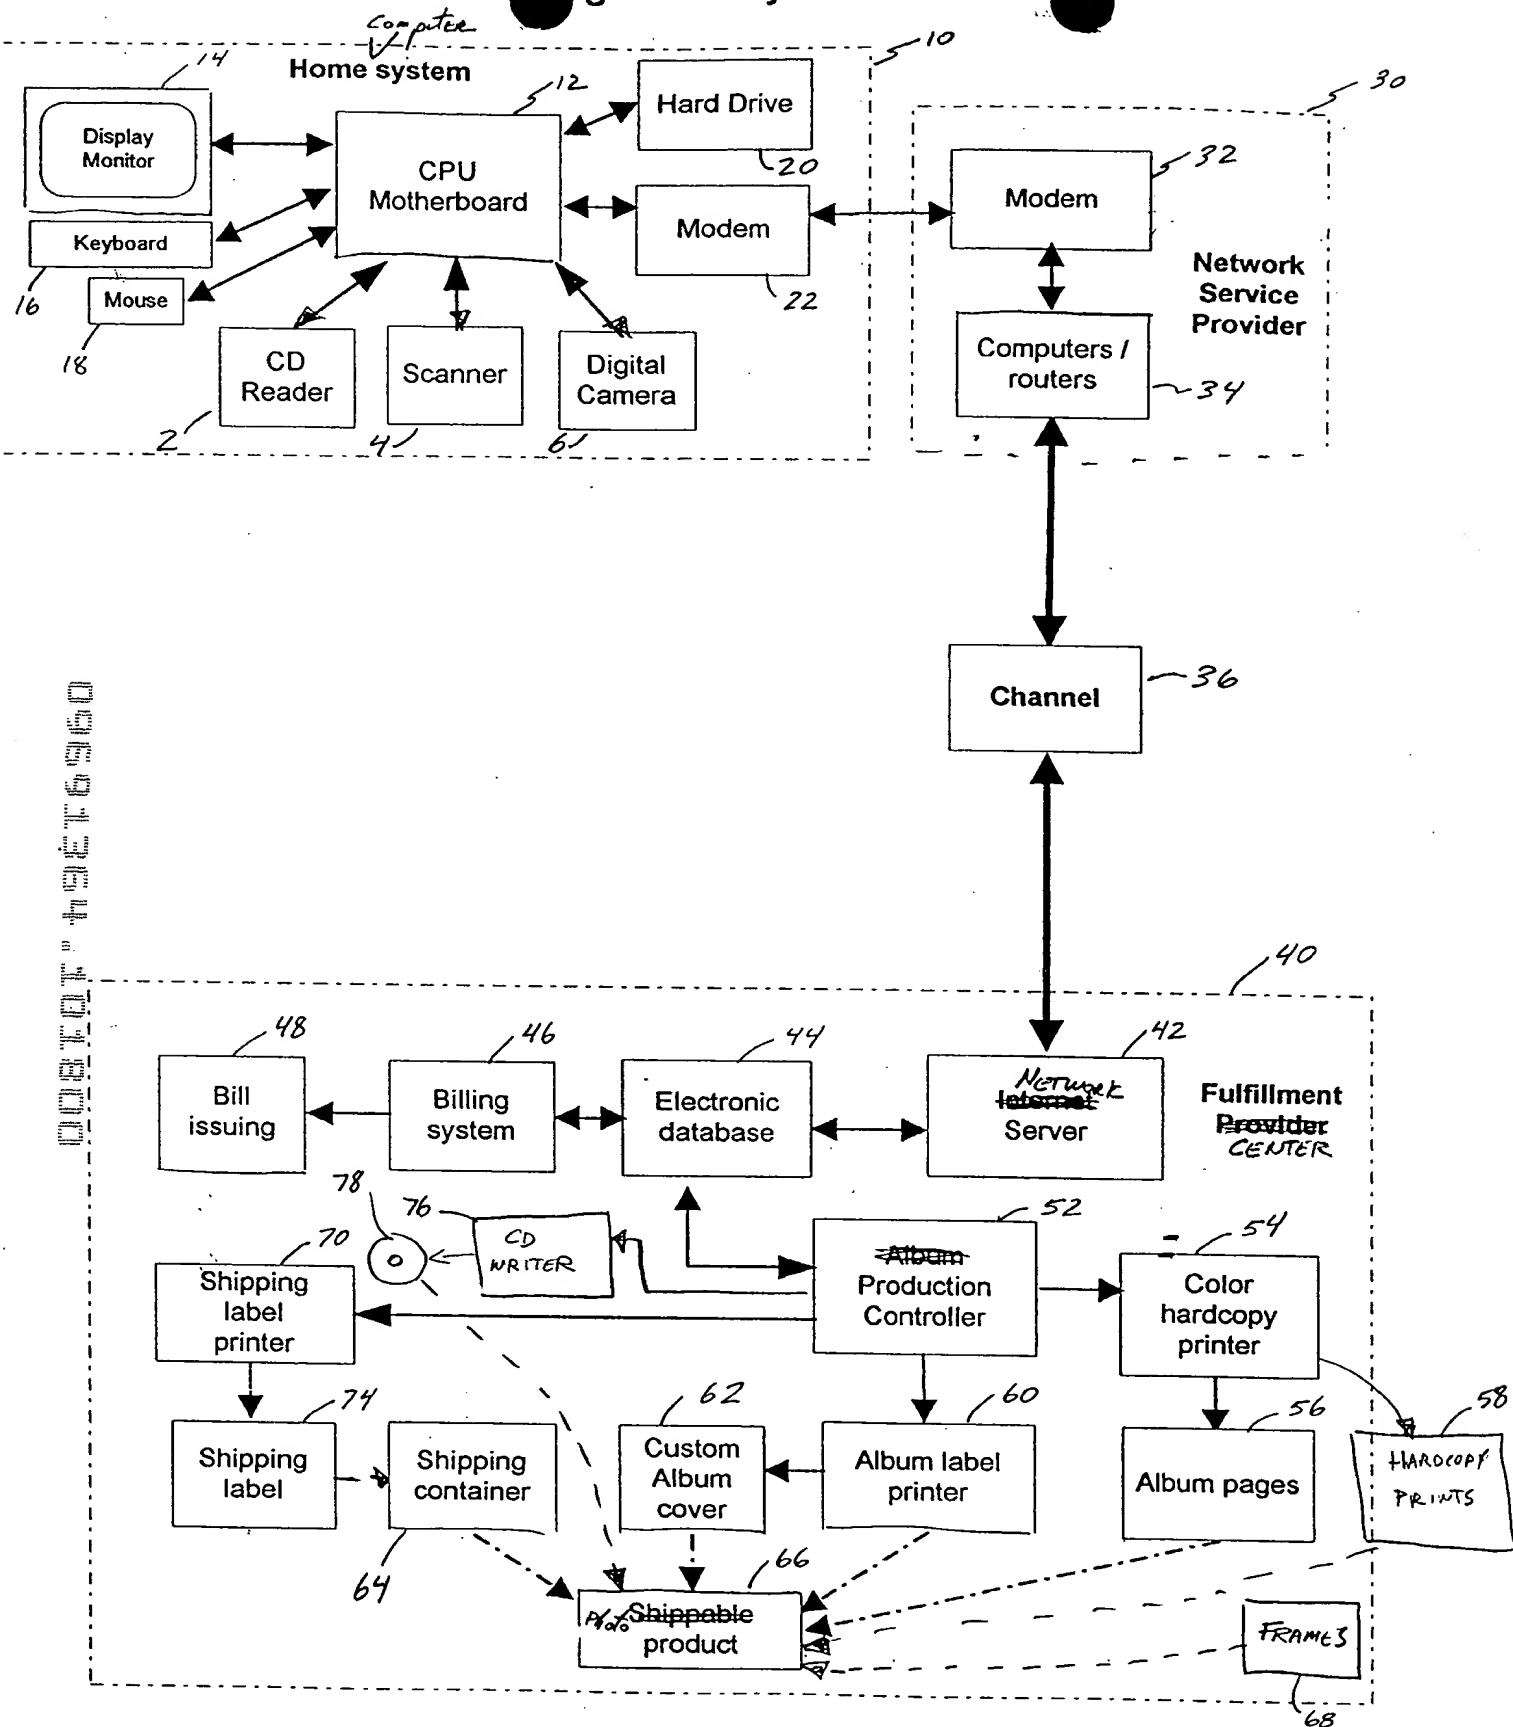 Computer
Home system
10
14
12
Display
Monitor
CPU
Motherboard
Hard Drive
20
30
Keyboard
16
Mouse
18
Modem
22
Modem
32
Network
Service
Provider
CD
Reader
2
Scanner
4
Digital
Camera
6
Computers /
routers
34
Channel
36
40
48
46
44
42
Bill
issuing
Billing
system
Electronic
database
NETWORK
Internet
Server
Fulfillment
Provider
CENTER
78
76
CD
WRITER
52
Album
Production
Controller
54
Color
hardcopy
printer
70
Shipping
label
printer
74
Shipping
label
Shipping
container
64
62
Custom
Album
cover
60
Album label
printer
56
Album pages
58
HARDCOPY
PRINTS
66
Photo Shippable
product
FRAMES
68